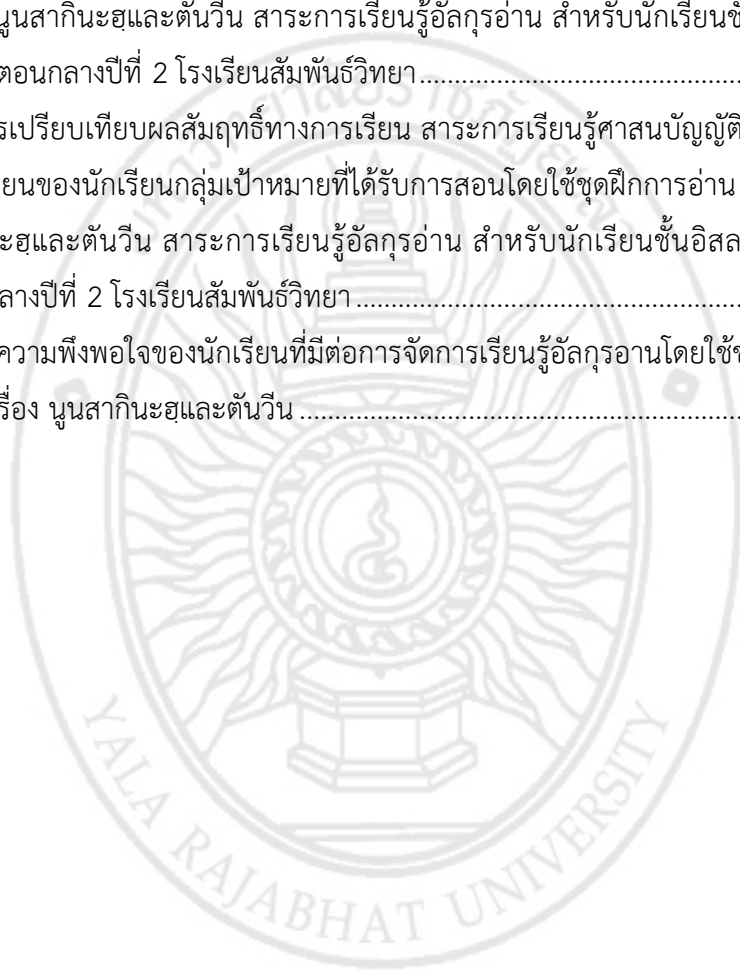 นูนสากินะฮฺและตันวีน สาระการเรียนรู้อัลกุรอ่าน สำหรับนักเรียนชั้
ตอนกลางปีที่ 2 โรงเรียนสัมพันธ์วิทยา
รเปรียบเทียบผลสัมฤทธิ์ทางการเรียน สาระการเรียนรู้ศาสนบัญญัติ
ยนของนักเรียนกลุ่มเป้าหมายที่ได้รับการสอนโดยใช้ชุดฝึกการอ่าน
ะฮฺและตันวีน สาระการเรียนรู้อัลกุรอ่าน สำหรับนักเรียนชั้นอิสล
ลางปีที่ 2 โรงเรียนสัมพันธ์วิทยา
ความพึงพอใจของนักเรียนที่มีต่อการจัดการเรียนรู้อัลกุรอานโดยใช้ช
รื่อง นูนสากินะฮฺและตันวีน
YALA RAJABHAT UNIVERSITY